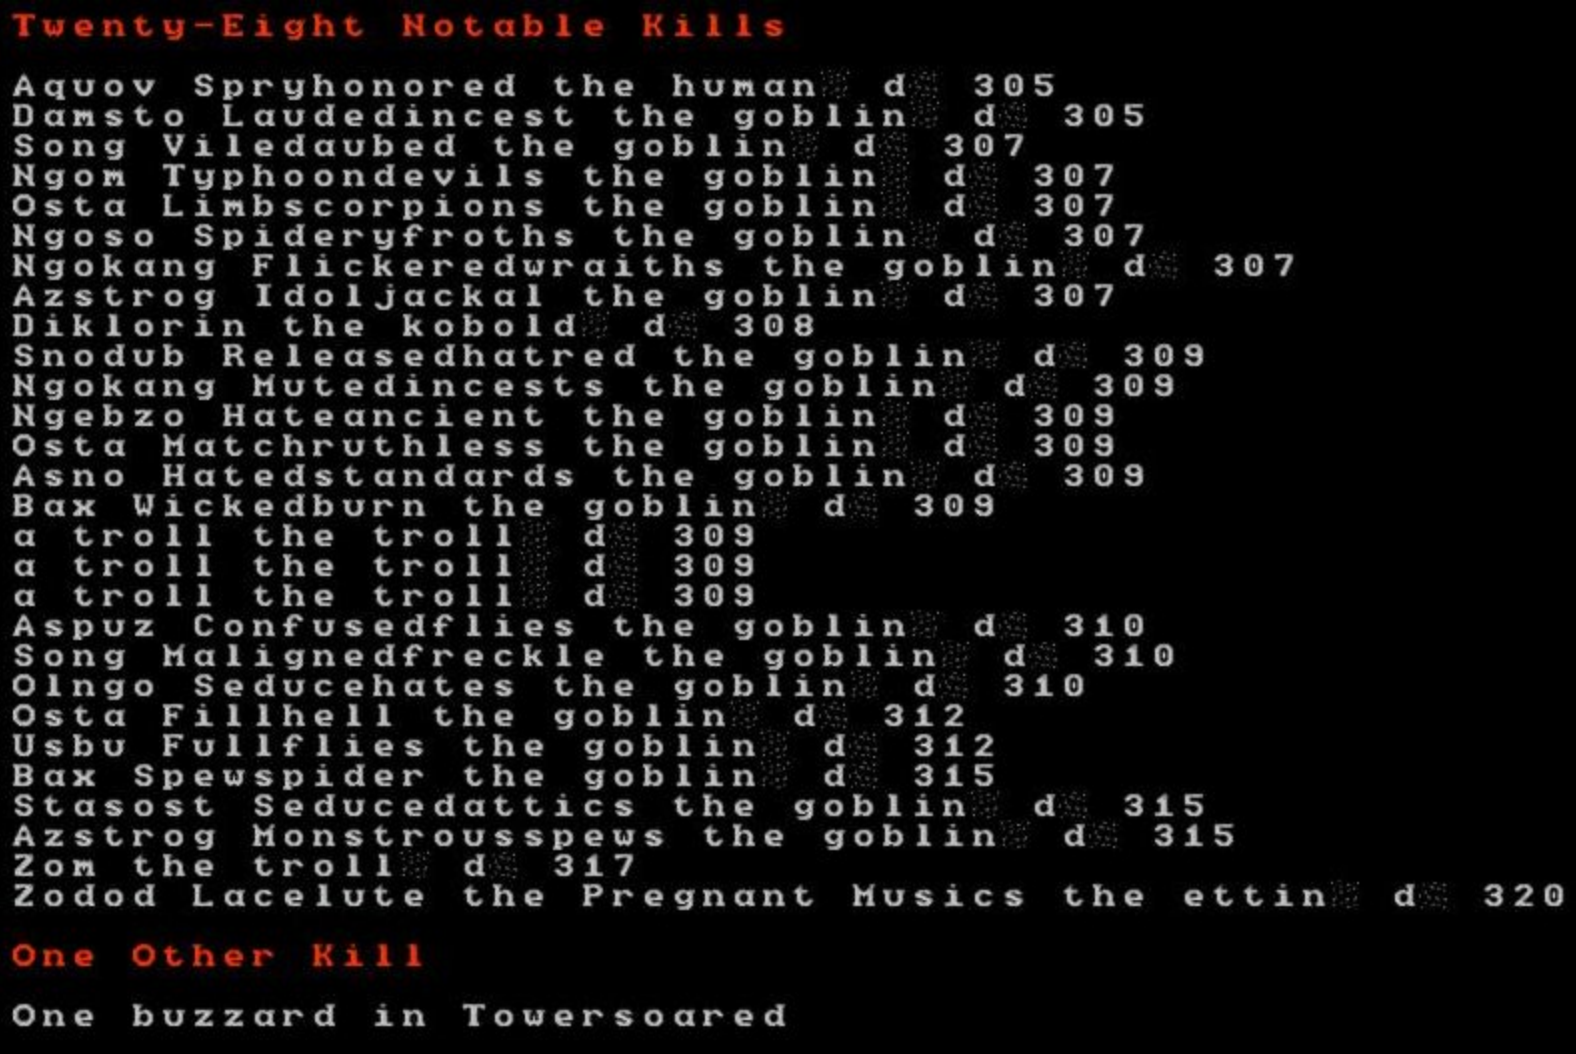 Twenty-Eight Notable Kills
Aquov Spryhonored the human░ d░ 305
Damsto Laudedincest the goblin░ d░ 305
Song Viledaubed the goblin░ d░ 307
Ngom Typhoondevils the goblin░ d░ 307
Osta Limbscorpions the goblin░ d░ 307
Ngoso Spideryfroths the goblin░ d░ 307
Ngokang Flickeredwraiths the goblin░ d░ 307
Azstrog Idoljackal the goblin░ d░ 307
Diklorin the kobold░ d░ 308
Snodub Releasedhatred the goblin░ d░ 309
Ngokang Mutedincests the goblin░ d░ 309
Ngebzo Hateancient the goblin░ d░ 309
Osta Matchruthless the goblin░ d░ 309
Asno Hatedstandards the goblin░ d░ 309
Bax Wickedburn the goblin░ d░ 309
a troll the troll░ d░ 309
a troll the troll░ d░ 309
a troll the troll░ d░ 309
Aspuz Confusedflies the goblin░ d░ 310
Song Malignedfreckle the goblin░ d░ 310
Olngo Seducehates the goblin░ d░ 310
Osta Fillhell the goblin░ d░ 312
Usbu Fullflies the goblin░ d░ 312
Bax Spewspider the goblin░ d░ 315
Stasost Seducedattics the goblin░ d░ 315
Azstrog Monstrousspews the goblin░ d░ 315
Zom the troll░ d░ 317
Zodod Lacelute the Pregnant Musics the ettin░ d░ 320
One Other Kill
One buzzard in Towersoared